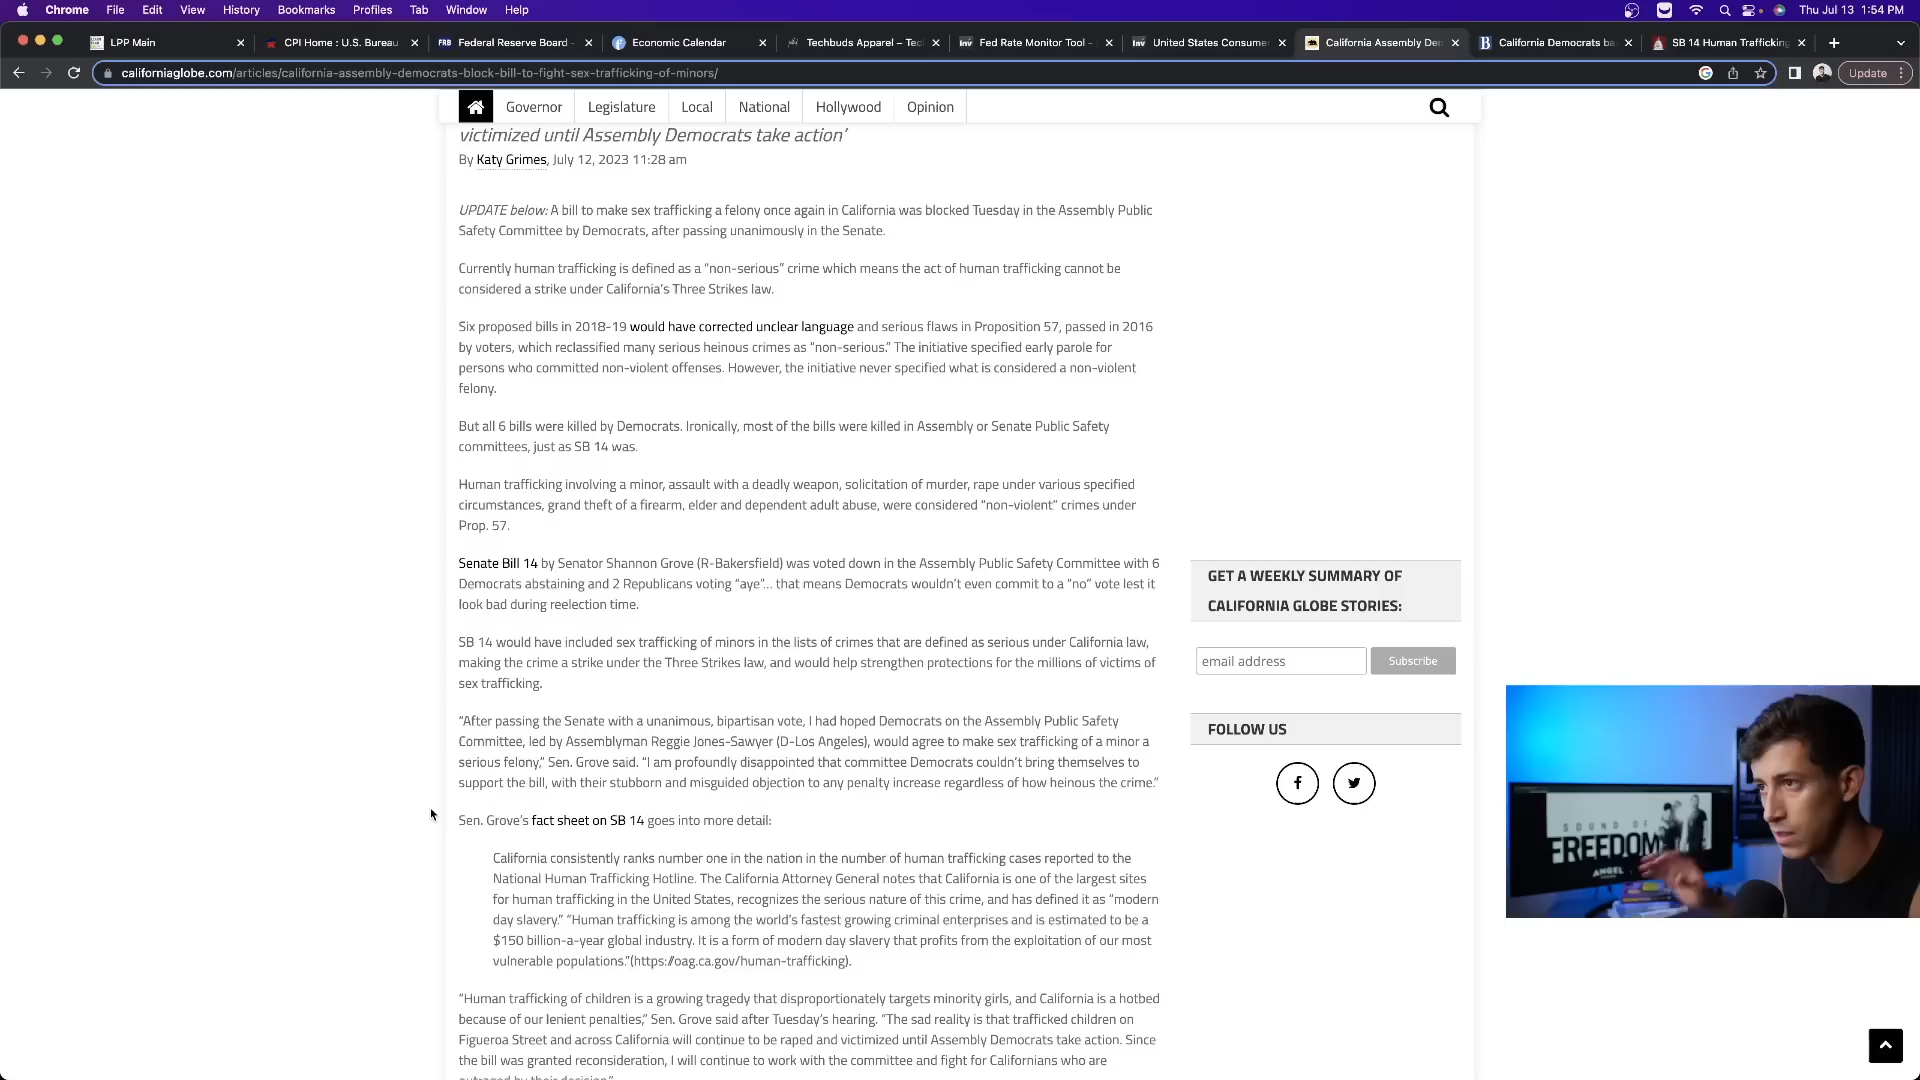 Chrome File Edit View History Bookmarks Profiles Tab Window Help Thu Jul 13 1:54 PM
LPP Main CPI Home : U.S. Bureau Federal Reserve Board - Economic Calendar Techbuds Apparel – Tec Fed Rate Monitor Tool - United States Consumer California Assembly Den California Democrats ba SB 14 Human Trafficking
californiaglobe.com/articles/california-assembly-democrats-block-bill-to-fight-sex-trafficking-of-minors/ Update
Governor Legislature Local National Hollywood Opinion
victimized until Assembly Democrats take action’
By Katy Grimes, July 12, 2023 11:28 am
UPDATE below: A bill to make sex trafficking a felony once again in California was blocked Tuesday in the Assembly Public
Safety Committee by Democrats, after passing unanimously in the Senate.
Currently human trafficking is defined as a “non-serious” crime which means the act of human trafficking cannot be
considered a strike under California’s Three Strikes law.
Six proposed bills in 2018-19 would have corrected unclear language and serious flaws in Proposition 57, passed in 2016
by voters, which reclassified many serious heinous crimes as “non-serious.” The initiative specified early parole for
persons who committed non-violent offenses. However, the initiative never specified what is considered a non-violent
felony.
But all 6 bills were killed by Democrats. Ironically, most of the bills were killed in Assembly or Senate Public Safety
committees, just as SB 14 was.
Human trafficking involving a minor, assault with a deadly weapon, solicitation of murder, rape under various specified
circumstances, grand theft of a firearm, elder and dependent adult abuse, were considered “non-violent” crimes under
Prop. 57.
Senate Bill 14 by Senator Shannon Grove (R-Bakersfield) was voted down in the Assembly Public Safety Committee with 6
Democrats abstaining and 2 Republicans voting “aye”… that means Democrats wouldn’t even commit to a “no” vote lest it
look bad during reelection time.
SB 14 would have included sex trafficking of minors in the lists of crimes that are defined as serious under California law,
making the crime a strike under the Three Strikes law, and would help strengthen protections for the millions of victims of
sex trafficking.
“After passing the Senate with a unanimous, bipartisan vote, I had hoped Democrats on the Assembly Public Safety
Committee, led by Assemblyman Reggie Jones-Sawyer (D-Los Angeles), would agree to make sex trafficking of a minor a
serious felony,” Sen. Grove said. “I am profoundly disappointed that committee Democrats couldn’t bring themselves to
support the bill, with their stubborn and misguided objection to any penalty increase regardless of how heinous the crime.”
Sen. Grove’s fact sheet on SB 14 goes into more detail:
California consistently ranks number one in the nation in the number of human trafficking cases reported to the
National Human Trafficking Hotline. The California Attorney General notes that California is one of the largest sites
for human trafficking in the United States, recognizes the serious nature of this crime, and has defined it as “modern
day slavery.” “Human trafficking is among the world’s fastest growing criminal enterprises and is estimated to be a
$150 billion-a-year global industry. It is a form of modern day slavery that profits from the exploitation of our most
vulnerable populations.”(https://oag.ca.gov/human-trafficking).
“Human trafficking of children is a growing tragedy that disproportionately targets minority girls, and California is a hotbed
because of our lenient penalties,” Sen. Grove said after Tuesday’s hearing. “The sad reality is that trafficked children on
Figueroa Street and across California will continue to be raped and victimized until Assembly Democrats take action. Since
the bill was granted reconsideration, I will continue to work with the committee and fight for Californians who are
outraged by their decision.”
GET A WEEKLY SUMMARY OF
CALIFORNIA GLOBE STORIES:
email address Subscribe
FOLLOW US
SOUND OF
FREEDOM
ANGEL